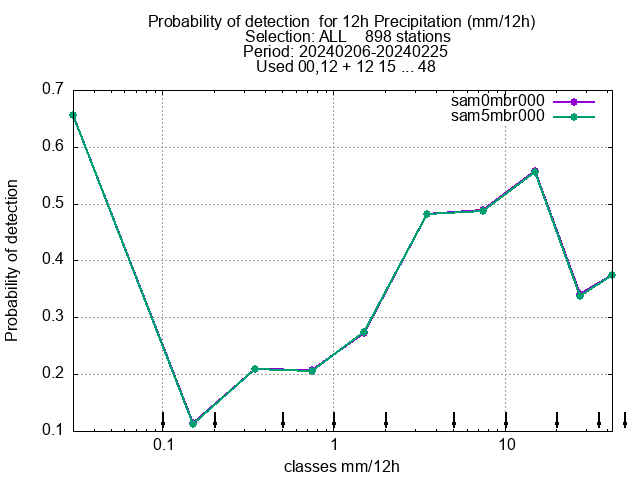 Probability of detection  for 12h Precipitation (mm/12h)
Selection: ALL    898 stations
Period: 20240206-20240225
Used 00,12 + 12 15 ... 48
sam0mbr000
sam5mbr000
0.7
0.6
0.5
0.4
0.3
0.2
0.1
Probability of detection
0.1 1 10
classes mm/12h